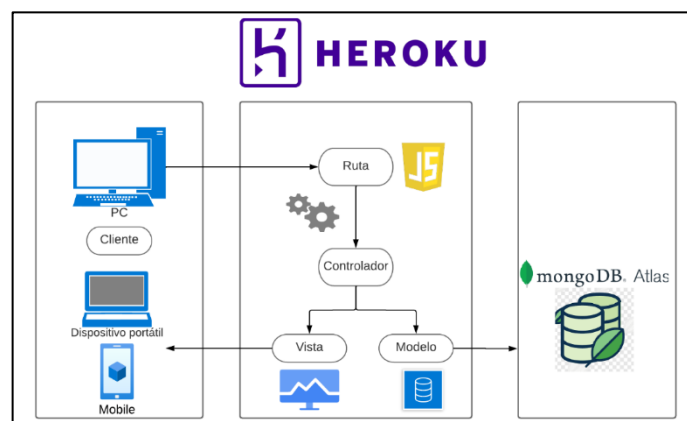 HEROKU
PC
Cliente
Dispositivo portátil
Mobile
Ruta
JS
Controlador
Vista
Modelo
mongoDB. Atlas